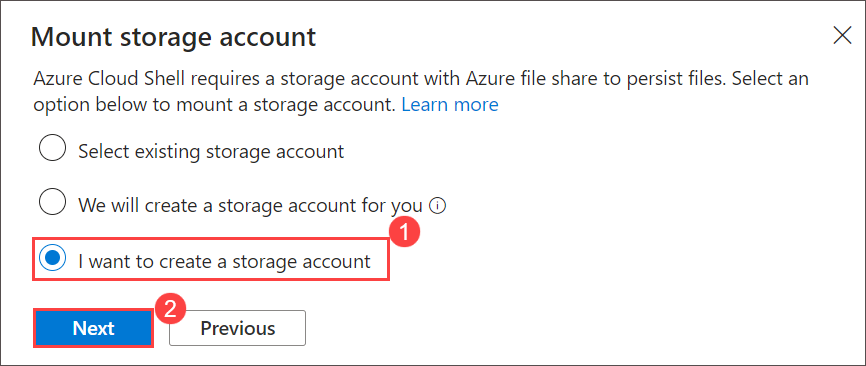 Mount storage account
Azure Cloud Shell requires a storage account with Azure file share to persist files. Select an
option below to mount a storage account. Learn more
Select existing storage account
We will create a storage account for you
1
I want to create a storage account
2
Next
Previous